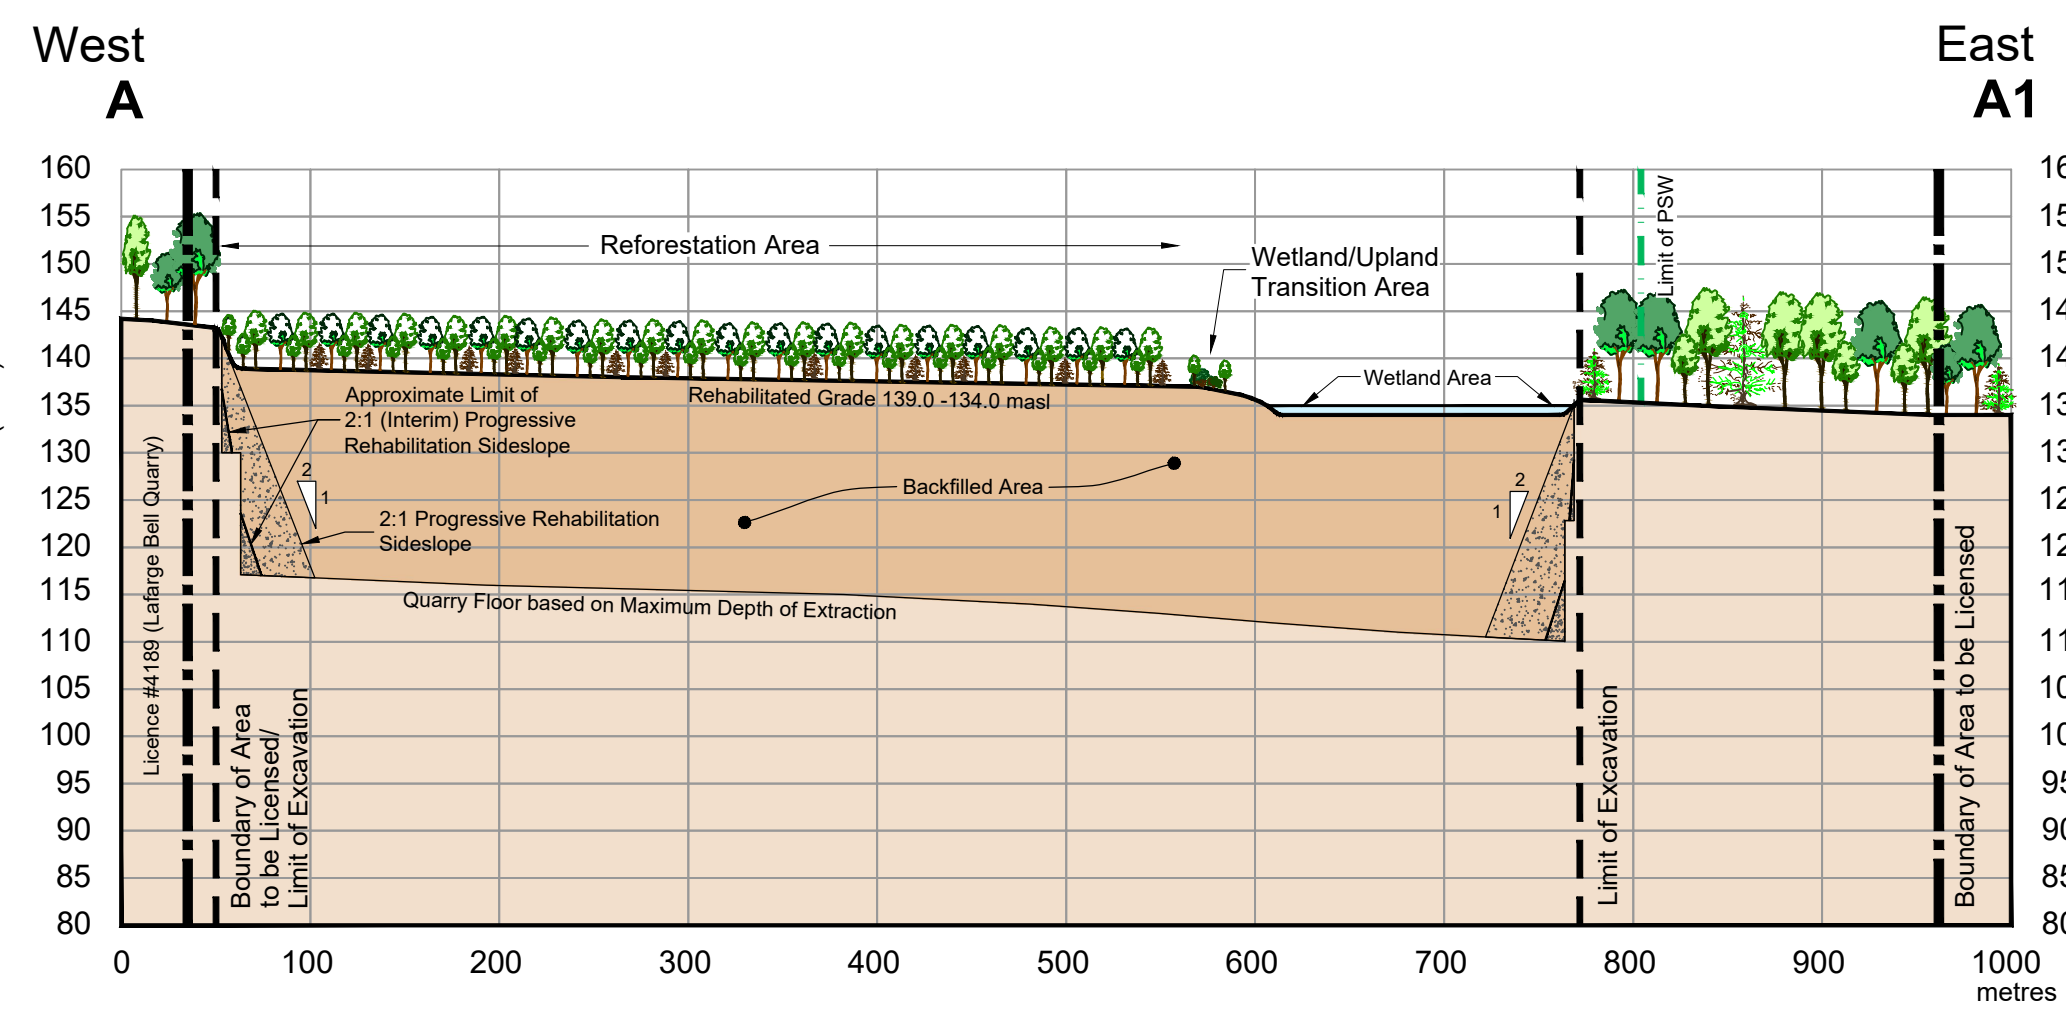 West
East
A
A1
160
155
150
145
140
135
130
125
120
115
110
105
100
95
90
85
80
Reforestation Area
Wetland/Upland
Transition Area
Limit of PSW
Wetland Area
Approximate Limit of
2:1 (Interim) Progressive
Rehabilitation Sideslope
Rehabilitated Grade 139.0 -134.0 masl
2
1
Backfilled Area
2
1
2:1 Progressive Rehabilitation
Sideslope
Quarry Floor based on Maximum Depth of Extraction
Licence #4189 (Lafarge Bell Quarry)
Boundary of Area
to be Licensed/
Limit of Excavation
Limit of Excavation
Boundary of Area to be Licensed
95
90
85
0
100
200
300
400
500
600
700
800
900
1000
metres